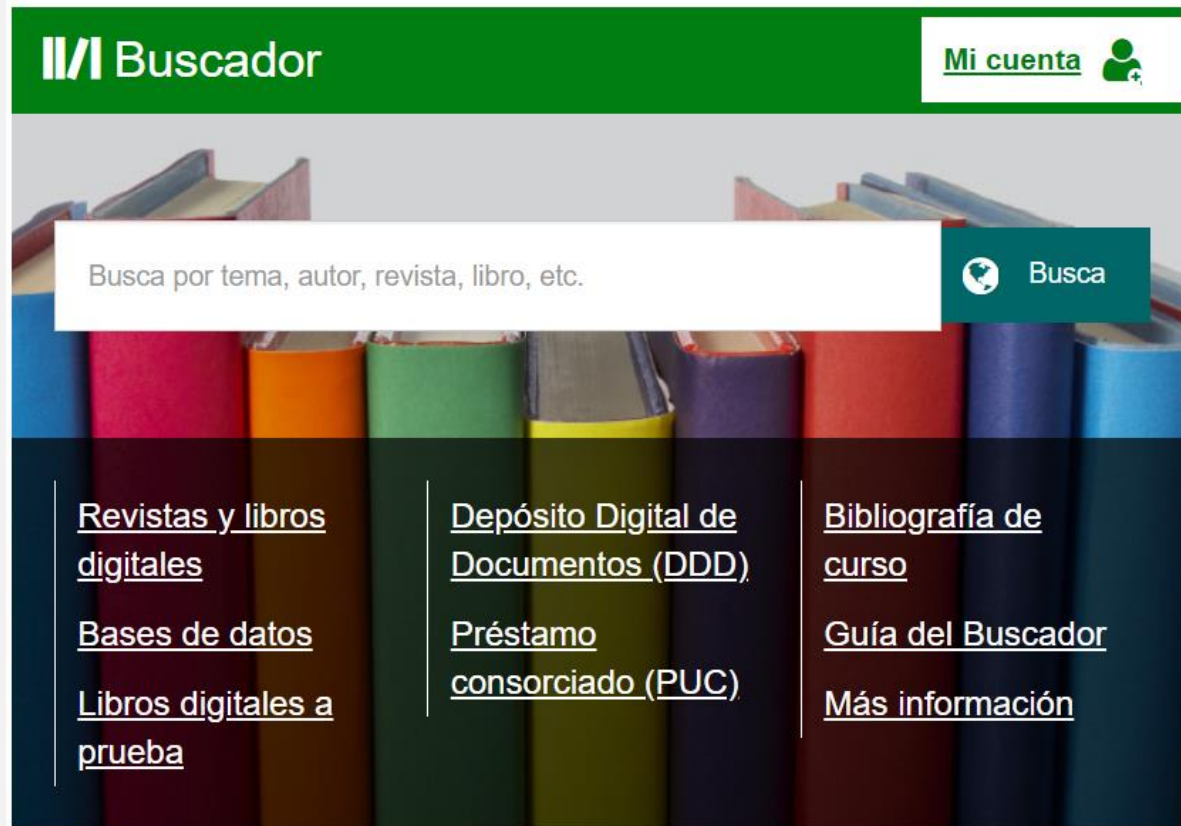 Buscador
Mi cuenta
Busca por tema, autor, revista, libro, etc.
Busca
Revistas y libros
digitales
Bases de datos
Libros digitales a
prueba
Depósito Digital de
Documentos (DDD)
Préstamo
consorciado (PUC)
Bibliografía de
curso
Guía del Buscador
Más información